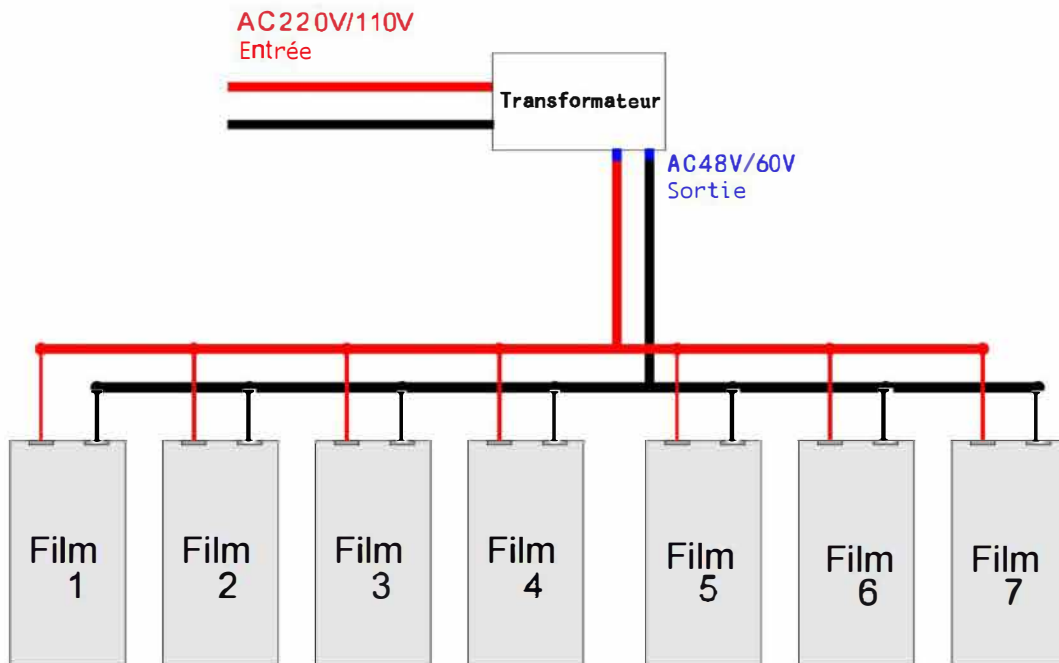 AC220V/110V
Entrée
Transformateur
AC48V/60V
Sortie
Film
1
Film
2
Film
3
Film
4
Film
5
Film
6
Film
7